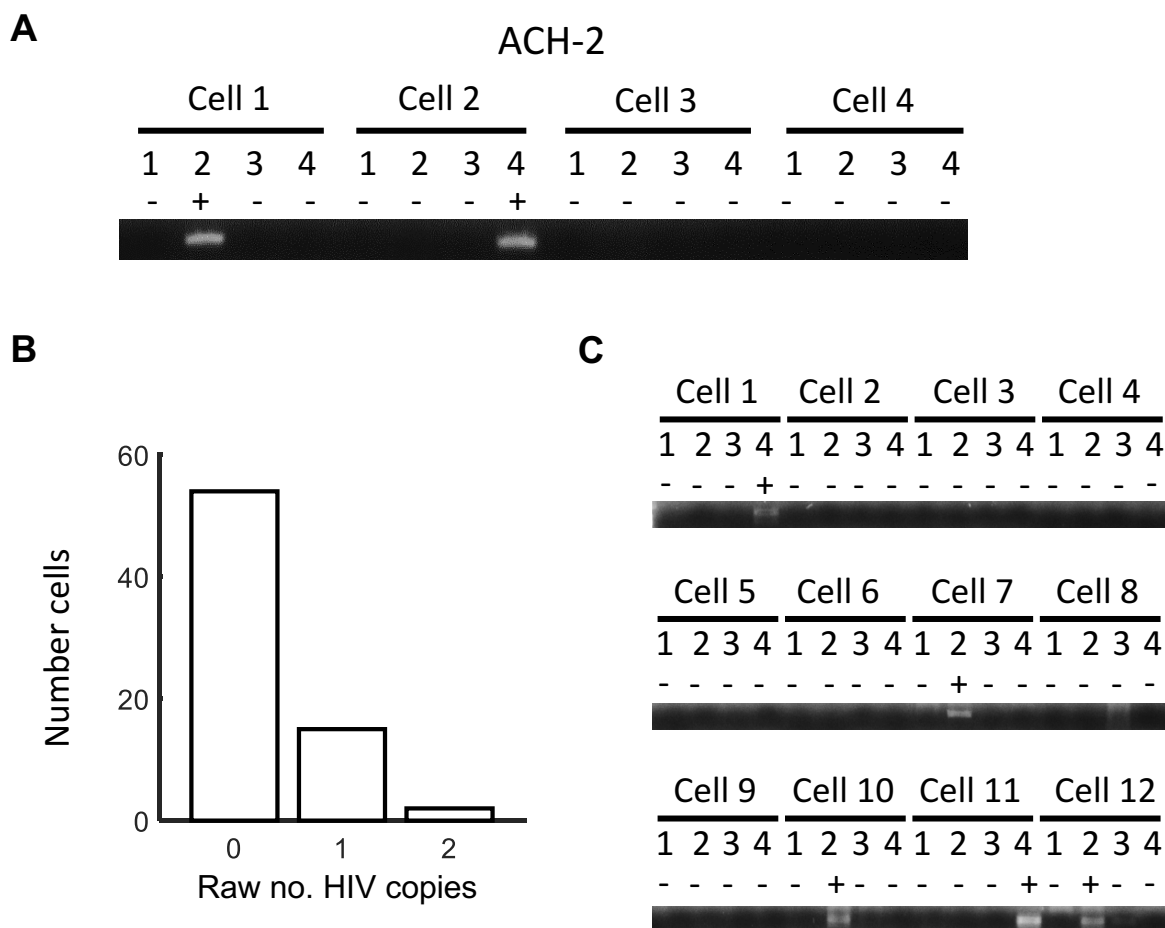 A
ACH-2
Cell 1 Cell 2 Cell 3 Cell 4
1 2 3 4 1 2 3 4 1 2 3 4 1 2 3 4
- + - - - - - + - - - - - - - -
B
60
40
20
0
Number cells
0 1 2
Raw no. HIV copies
C
Cell 1 Cell 2 Cell 3 Cell 4
1 2 3 4 1 2 3 4 1 2 3 4 1 2 3 4
- - - + - - - - - - - - - - - -
Cell 5 Cell 6 Cell 7 Cell 8
1 2 3 4 1 2 3 4 1 2 3 4 1 2 3 4
- - - - - - - - - + - - - - - -
Cell 9 Cell 10 Cell 11 Cell 12
1 2 3 4 1 2 3 4 1 2 3 4 1 2 3 4
- - - - - + - - - - - + - + - -